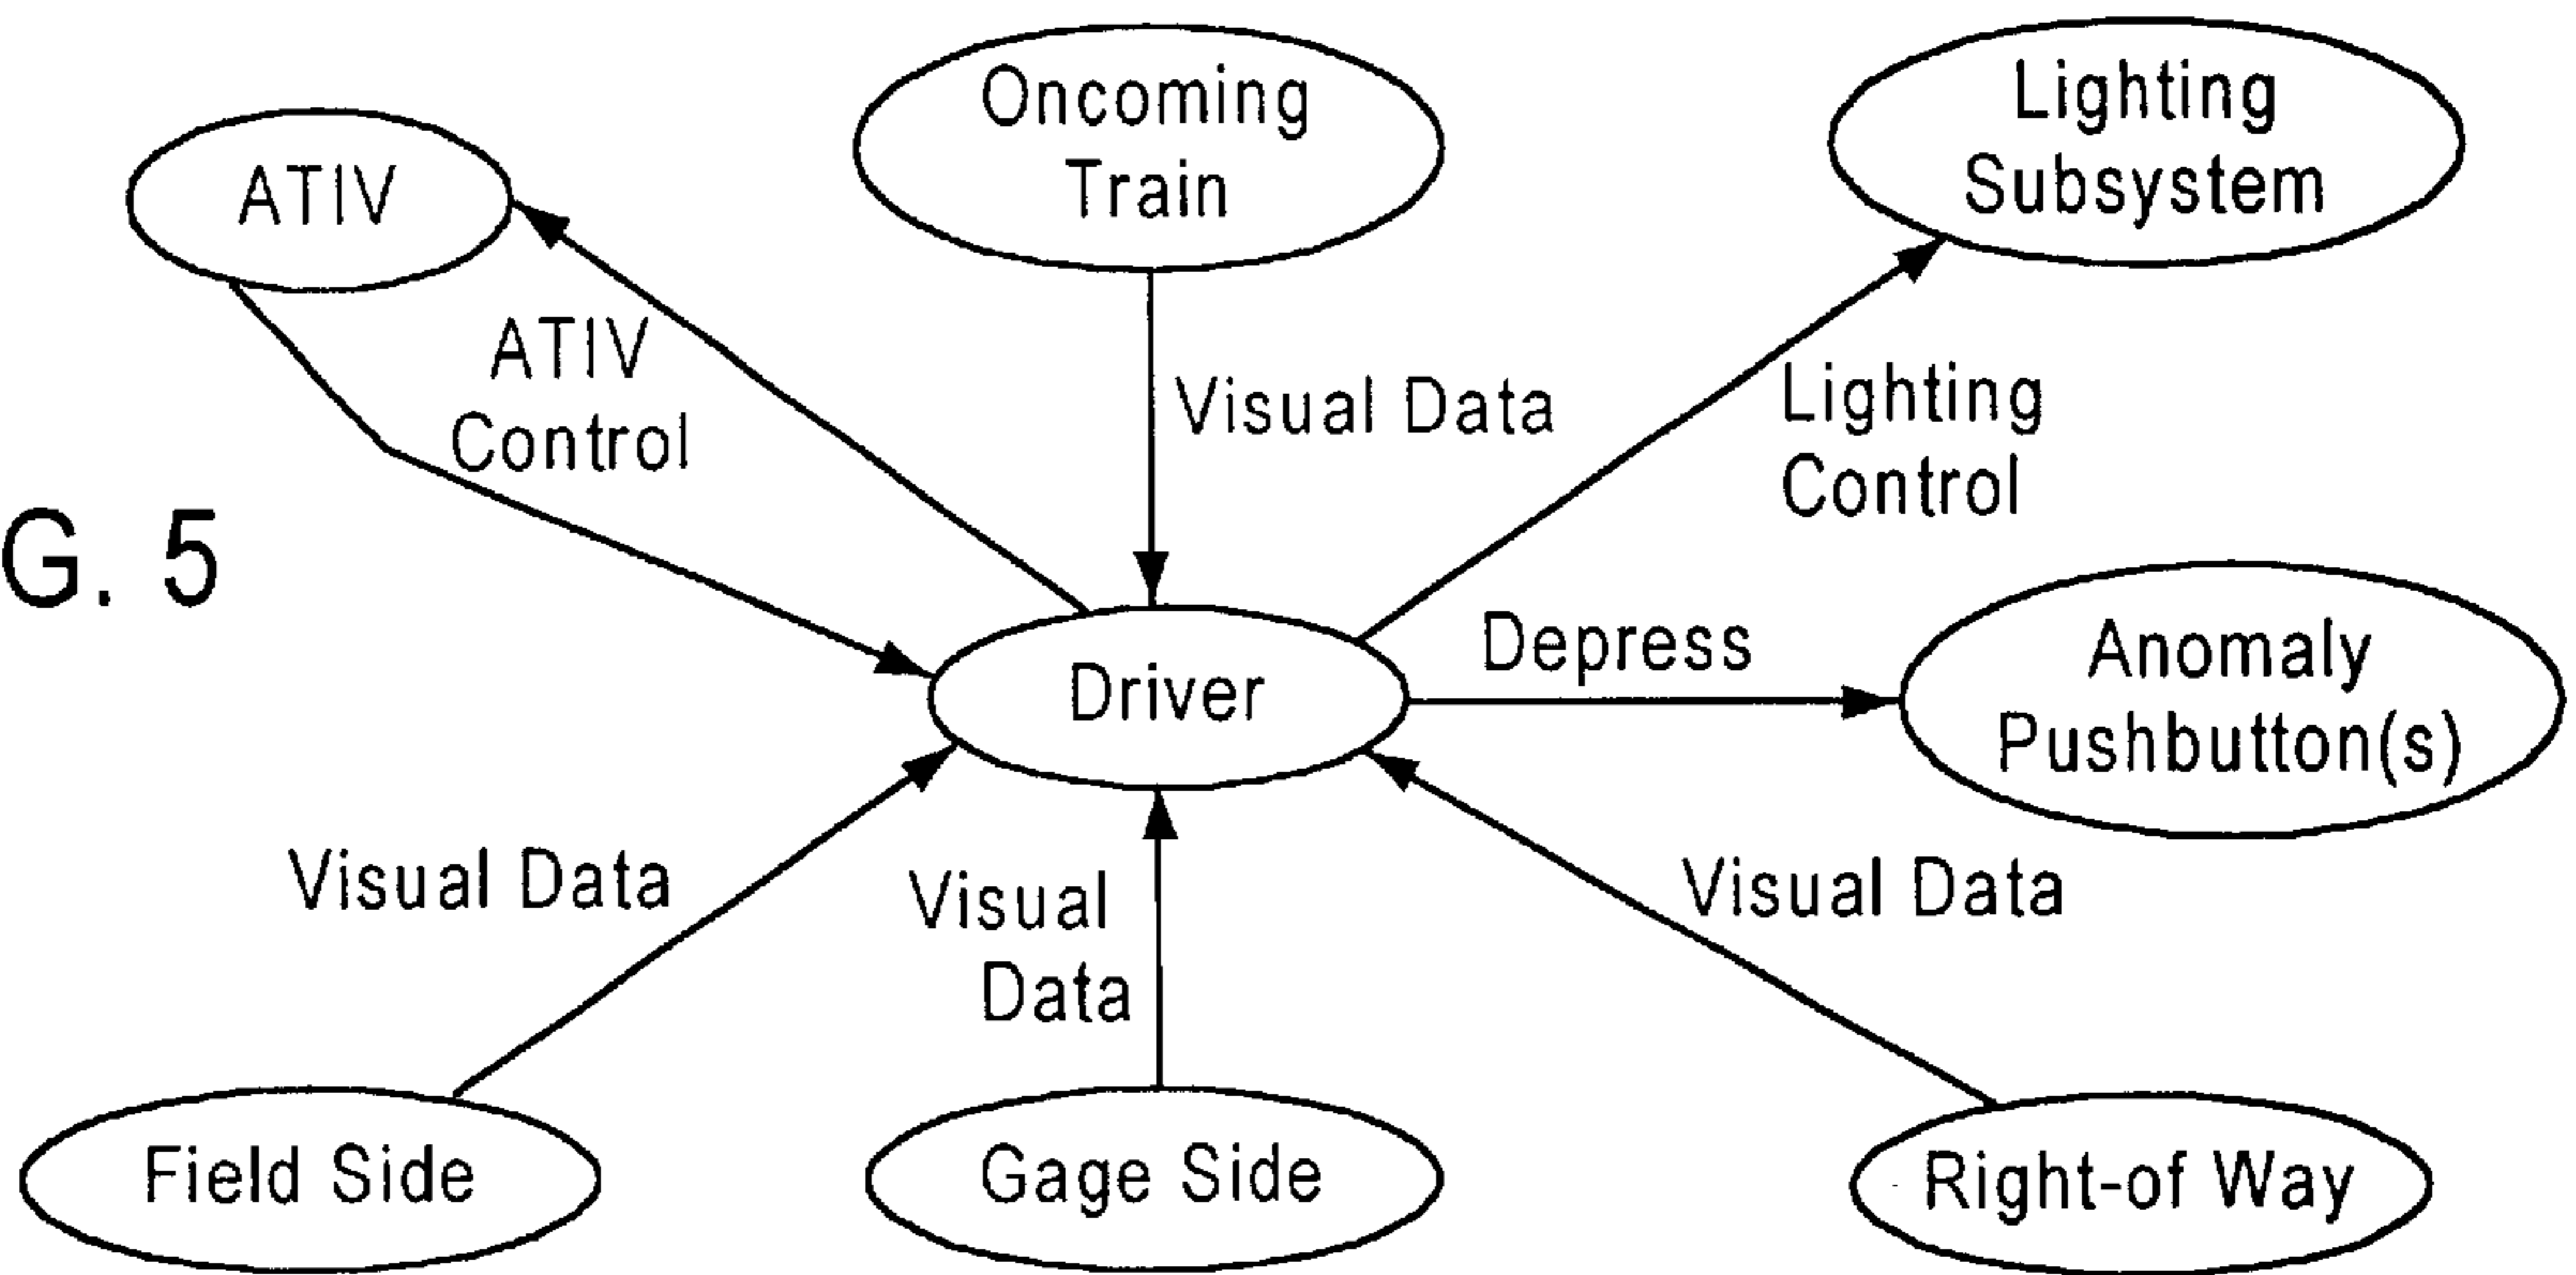 Oncoming
Train
Lighting
Subsystem
ATIV
ATIV
Control
Visual Data
Lighting
Control
G. 5
Driver
Depress
Anomaly
Pushbutton(s)
Visual Data
Visual
Data
Visual Data
Field Side
Gage Side
Right-of Way